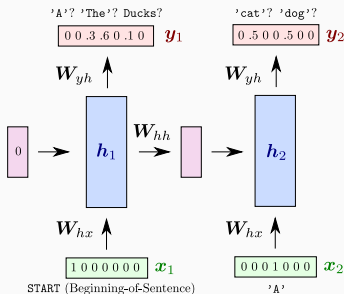 'A'? 'The'? Ducks?
'cat'? 'dog'?
0 0 .3 .6 0 .1 0
y1
0 .5 0 0 .5 0 0
y2
Wyh
Wyh
Whh
0
h1
h2
Whx
Whx
1 0 0 0 0 0 0
x1
0 0 0 1 0 0 0
x2
START (Beginning-of-Sentence)
'A'